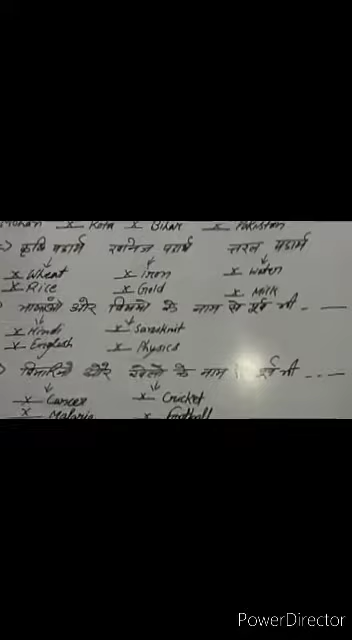 x Kota x Bihar x Pakistan
कृषि पदार्थ खनिज पदार्थ तरल पदार्थ
x Wheat x Iron x Water
x Rice x Gold x Milk
भाषाओं और विषयों के नाम से पूर्व भी . —
x Hindi x Sanskrit
x English x Physics
बिमारियों और खेलों के नाम पूर्व भी ... —
x Cancer x Cricket
x Malaria x Football
PowerDirector